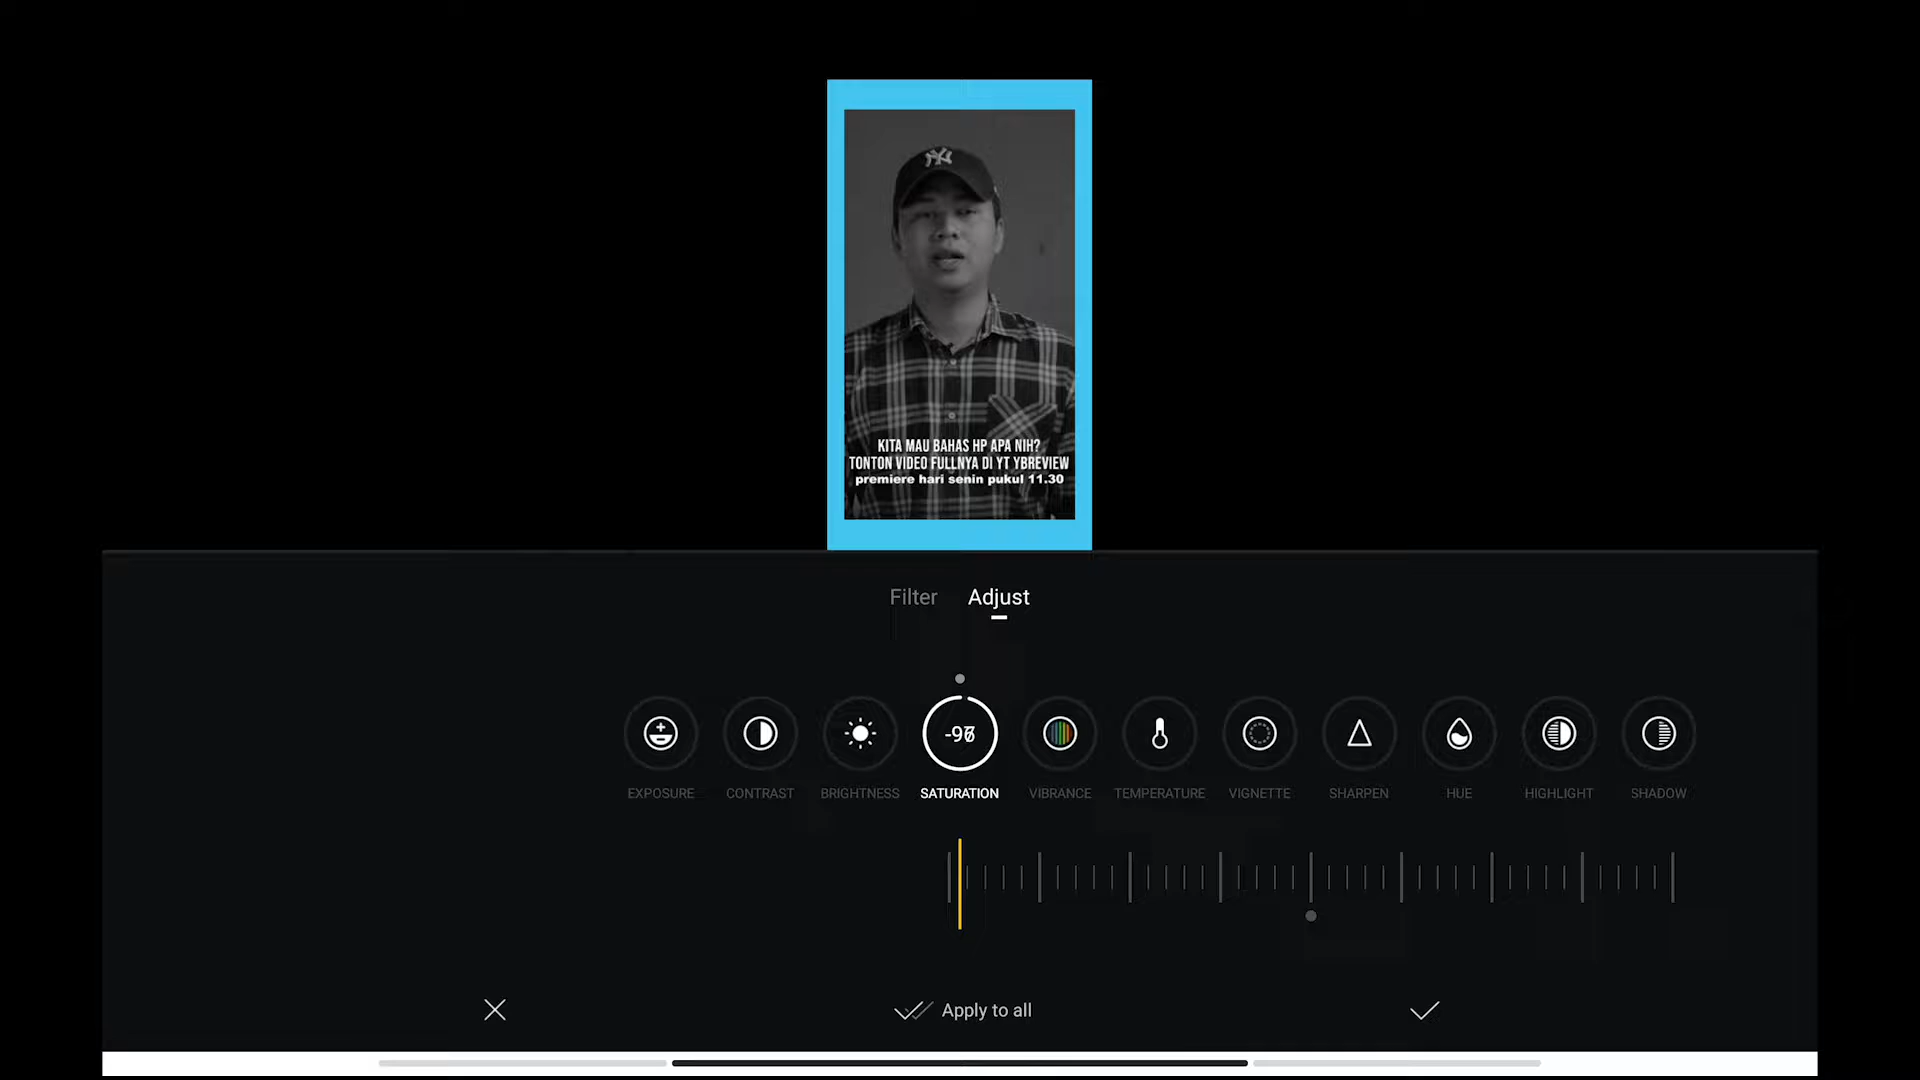 NY
KITA MAU BAHAS HP APA NIH?
TONTON VIDEO FULLNYA DI YT YBREVIEW
premiere hari senin pukul 11.30
Filter Adjust
EXPOSURE CONTRAST BRIGHTNESS SATURATION VIBRANCE TEMPERATURE VIGNETTE SHARPEN HUE HIGHLIGHT SHADOW
Apply to all